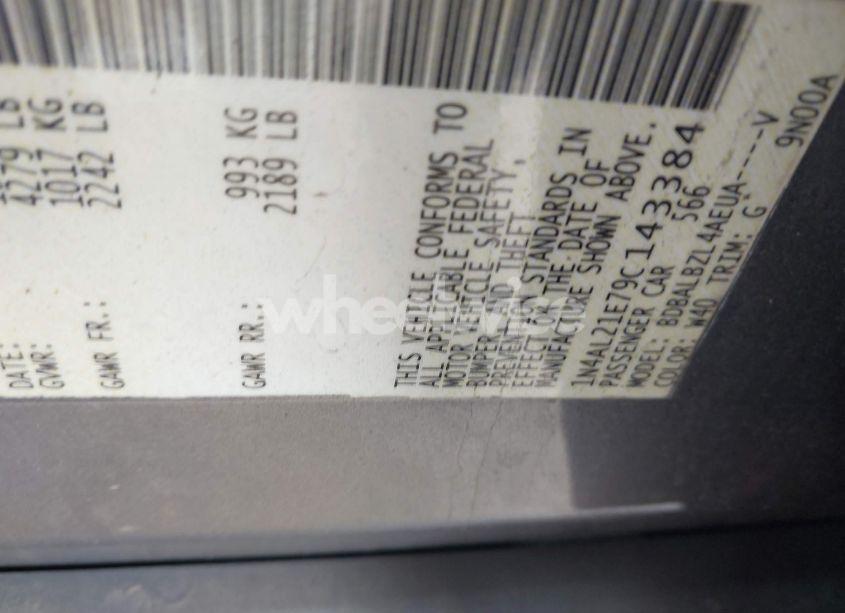 DATE:
GVWR: 4279 LB
1017 KG
GAWR FR.: 2242 LB
993 KG
GAWR RR.: 2189 LB
THIS VEHICLE CONFORMS TO
ALL APPLICABLE FEDERAL
MOTOR VEHICLE SAFETY,
BUMPER, AND THEFT
PREVENTION STANDARDS IN
EFFECT ON THE DATE OF
MANUFACTURE SHOWN ABOVE.
1N4AL21E79C143384
PASSENGER CAR 566
MODEL: BDBALBZL4AEUA----V
COLOR: W40 TRIM: G
9N00A
wheelwise